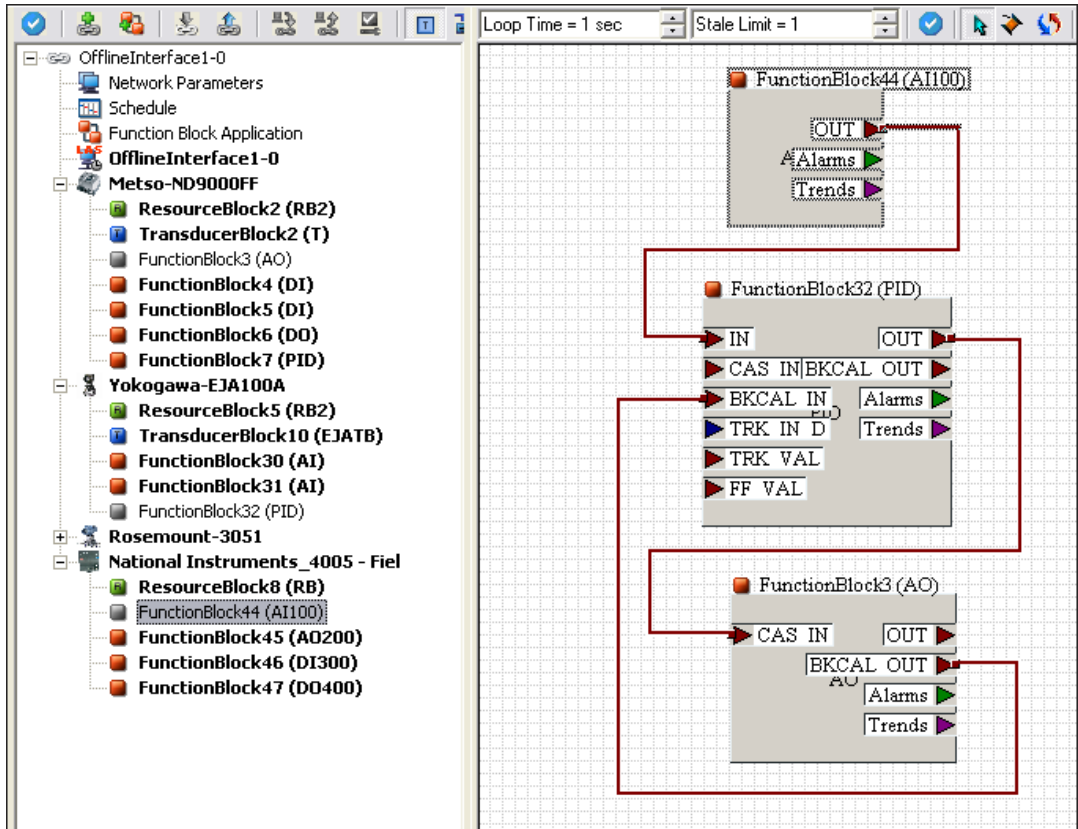 Loop Time = 1 sec
Stale Limit = 1
OfflineInterface1-0
Network Parameters
Schedule
Function Block Application
LAS
OfflineInterface1-0
Metso-ND9000FF
ResourceBlock2 (RB2)
TransducerBlock2 (T)
FunctionBlock3 (AO)
FunctionBlock4 (DI)
FunctionBlock5 (DI)
FunctionBlock6 (DO)
FunctionBlock7 (PID)
Yokogawa-EJA100A
ResourceBlock5 (RB2)
TransducerBlock10 (EJATB)
FunctionBlock30 (AI)
FunctionBlock31 (AI)
FunctionBlock32 (PID)
Rosemount-3051
National Instruments_4005 - Fiel
ResourceBlock8 (RB)
FunctionBlock44 (AI100)
FunctionBlock45 (AO200)
FunctionBlock46 (DI300)
FunctionBlock47 (DO400)
FunctionBlock44 (AI100)
OUT
Alarms
Trends
FunctionBlock32 (PID)
IN OUT
CAS IN BKCAL OUT
BKCAL IN Alarms
PID
TRK IN D Trends
TRK VAL
FF VAL
FunctionBlock3 (AO)
CAS IN OUT
BKCAL OUT
AO
Alarms
Trends